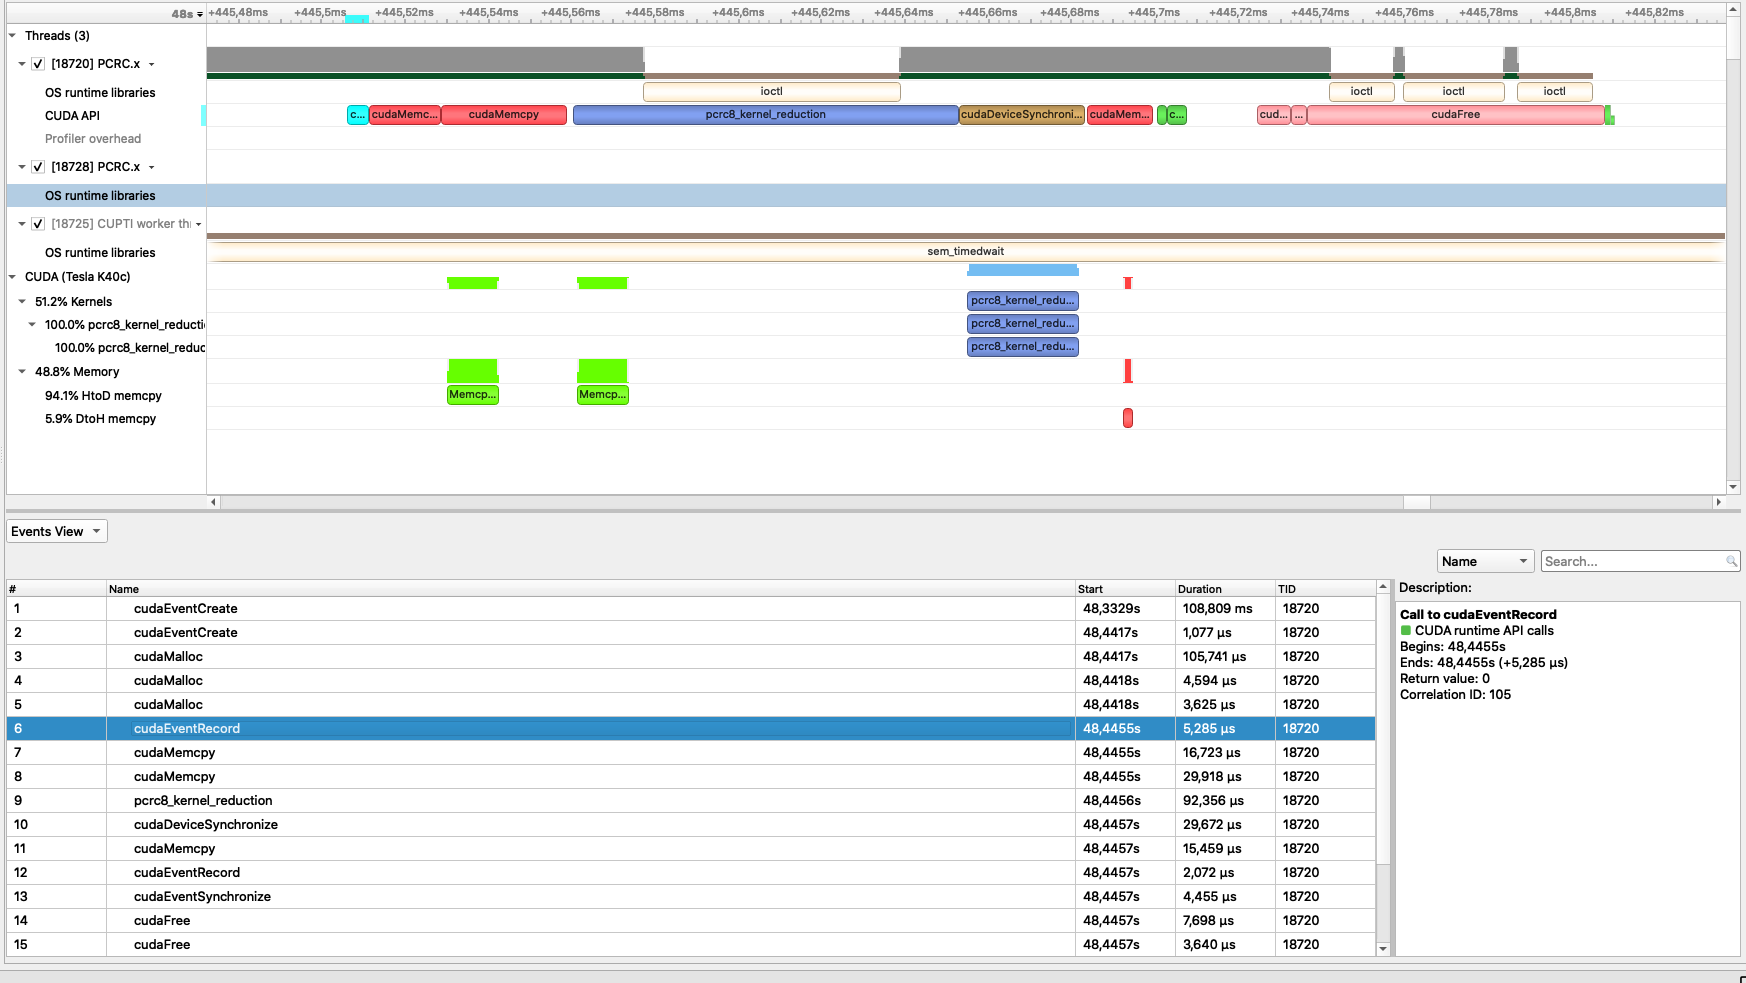 48s +445,48ms +445,5ms +445,52ms +445,54ms +445,56ms +445,58ms +445,6ms +445,62ms +445,64ms +445,66ms +445,68ms +445,7ms +445,72ms +445,74ms +445,76ms +445,78ms +445,8ms +445,82ms
Threads (3)
[18720] PCRC.x
OS runtime libraries ioctl ioctl ioctl ioctl
CUDA API c... cudaMemc... cudaMemcpy pcrc8_kernel_reduction cudaDeviceSynchroni... cudaMem... c... cud... ... cudaFree
Profiler overhead
[18728] PCRC.x
OS runtime libraries
[18725] CUPTI worker thr
OS runtime libraries sem_timedwait
CUDA (Tesla K40c)
51.2% Kernels pcrc8_kernel_redu...
100.0% pcrc8_kernel_reducti pcrc8_kernel_redu...
100.0% pcrc8_kernel_reduc pcrc8_kernel_redu...
48.8% Memory
94.1% HtoD memcpy Memcp... Memcp...
5.9% DtoH memcpy
Events View
Name Search...
# Name Start Duration TID
1 cudaEventCreate 48,3329s 108,809 ms 18720
2 cudaEventCreate 48,4417s 1,077 µs 18720
3 cudaMalloc 48,4417s 105,741 µs 18720
4 cudaMalloc 48,4418s 4,594 µs 18720
5 cudaMalloc 48,4418s 3,625 µs 18720
6 cudaEventRecord 48,4455s 5,285 µs 18720
7 cudaMemcpy 48,4455s 16,723 µs 18720
8 cudaMemcpy 48,4455s 29,918 µs 18720
9 pcrc8_kernel_reduction 48,4456s 92,356 µs 18720
10 cudaDeviceSynchronize 48,4457s 29,672 µs 18720
11 cudaMemcpy 48,4457s 15,459 µs 18720
12 cudaEventRecord 48,4457s 2,072 µs 18720
13 cudaEventSynchronize 48,4457s 4,455 µs 18720
14 cudaFree 48,4457s 7,698 µs 18720
15 cudaFree 48,4457s 3,640 µs 18720
Description:
Call to cudaEventRecord
CUDA runtime API calls
Begins: 48,4455s
Ends: 48,4455s (+5,285 µs)
Return value: 0
Correlation ID: 105